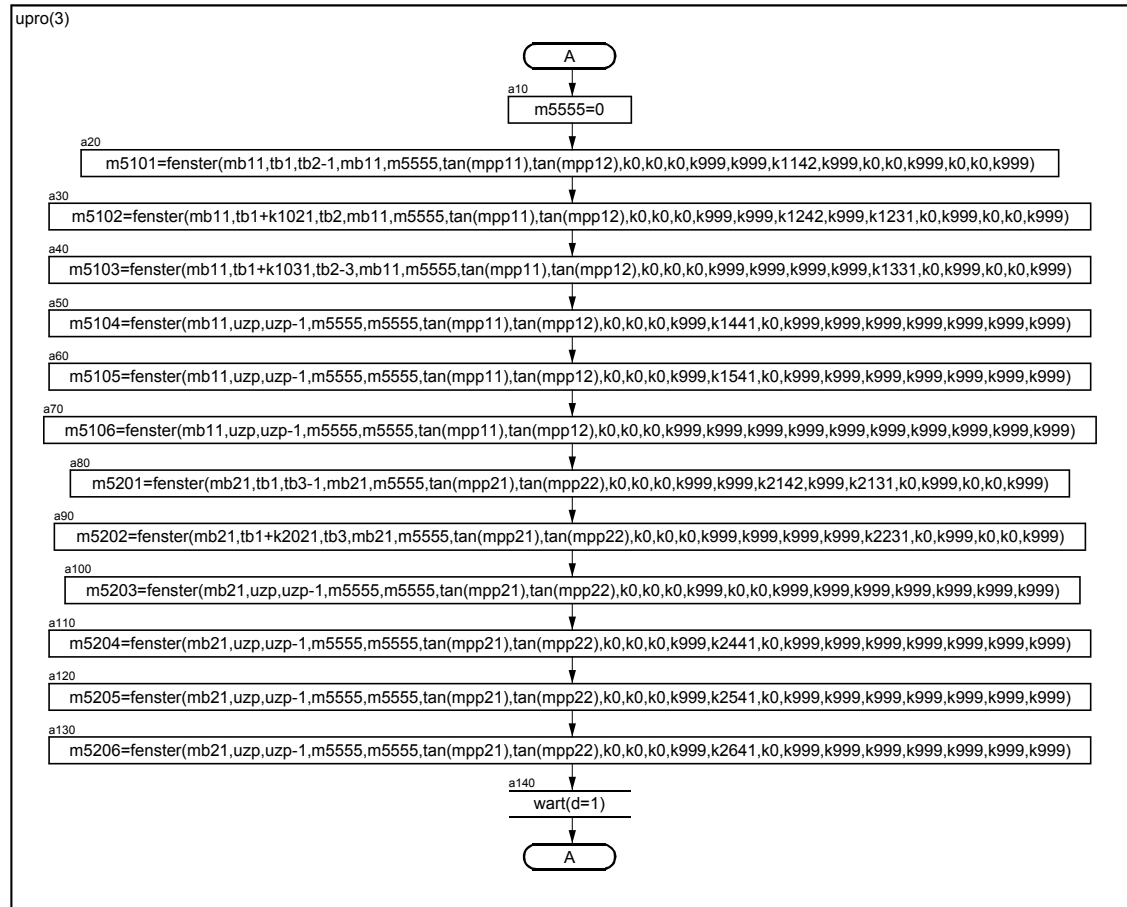 upro(3)
A
a10
m5555=0
a20
m5101=fenster(mb11,tb1,tb2-1,mb11,m5555,tan(mpp11),tan(mpp12),k0,k0,k0,k999,k999,k1142,k999,k0,k0,k999,k0,k0,k999)
a30
m5102=fenster(mb11,tb1+k1021,tb2,mb11,m5555,tan(mpp11),tan(mpp12),k0,k0,k0,k999,k999,k1242,k999,k1231,k0,k999,k0,k0,k999)
a40
m5103=fenster(mb11,tb1+k1031,tb2-3,mb11,m5555,tan(mpp11),tan(mpp12),k0,k0,k0,k999,k999,k999,k999,k1331,k0,k999,k0,k0,k999)
a50
m5104=fenster(mb11,uzp,uzp-1,m5555,m5555,tan(mpp11),tan(mpp12),k0,k0,k0,k999,k1441,k0,k999,k999,k999,k999,k999,k999,k999)
a60
m5105=fenster(mb11,uzp,uzp-1,m5555,m5555,tan(mpp11),tan(mpp12),k0,k0,k0,k999,k1541,k0,k999,k999,k999,k999,k999,k999,k999)
a70
m5106=fenster(mb11,uzp,uzp-1,m5555,m5555,tan(mpp11),tan(mpp12),k0,k0,k0,k999,k999,k999,k999,k999,k999,k999,k999,k999,k999)
a80
m5201=fenster(mb21,tb1,tb3-1,mb21,m5555,tan(mpp21),tan(mpp22),k0,k0,k0,k999,k999,k2142,k999,k2131,k0,k999,k0,k0,k999)
a90
m5202=fenster(mb21,tb1+k2021,tb3,mb21,m5555,tan(mpp21),tan(mpp22),k0,k0,k0,k999,k999,k999,k999,k2231,k0,k999,k0,k0,k999)
a100
m5203=fenster(mb21,uzp,uzp-1,m5555,m5555,tan(mpp21),tan(mpp22),k0,k0,k0,k999,k0,k0,k999,k999,k999,k999,k999,k999,k999)
a110
m5204=fenster(mb21,uzp,uzp-1,m5555,m5555,tan(mpp21),tan(mpp22),k0,k0,k0,k999,k2441,k0,k999,k999,k999,k999,k999,k999,k999)
a120
m5205=fenster(mb21,uzp,uzp-1,m5555,m5555,tan(mpp21),tan(mpp22),k0,k0,k0,k999,k2541,k0,k999,k999,k999,k999,k999,k999,k999)
a130
m5206=fenster(mb21,uzp,uzp-1,m5555,m5555,tan(mpp21),tan(mpp22),k0,k0,k0,k999,k2641,k0,k999,k999,k999,k999,k999,k999,k999)
a140
wart(d=1)
A